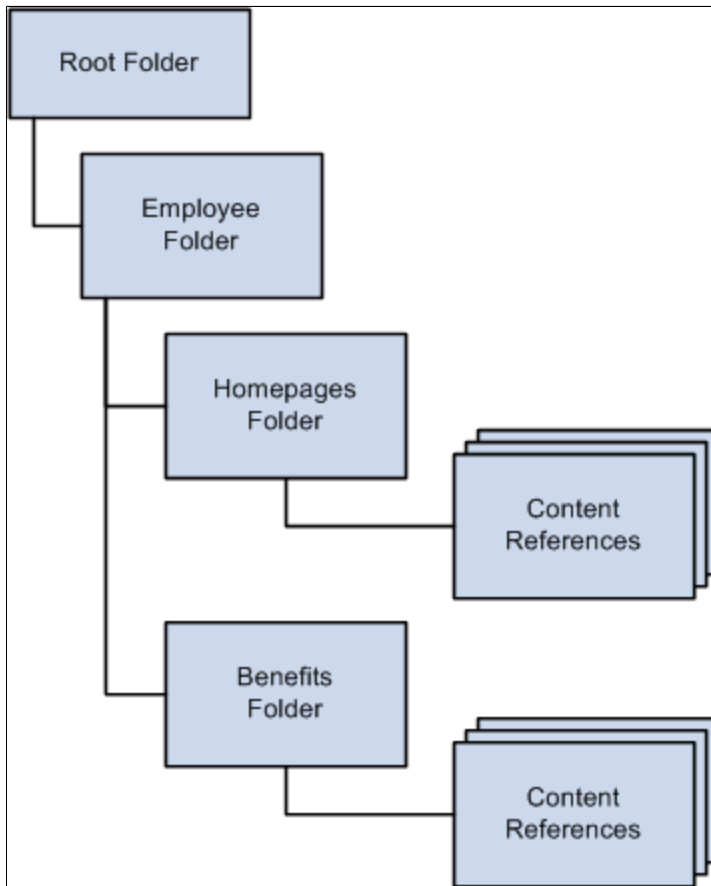 Root Folder
Employee
Folder
Homepages
Folder
Content
References
Benefits
Folder
Content
References